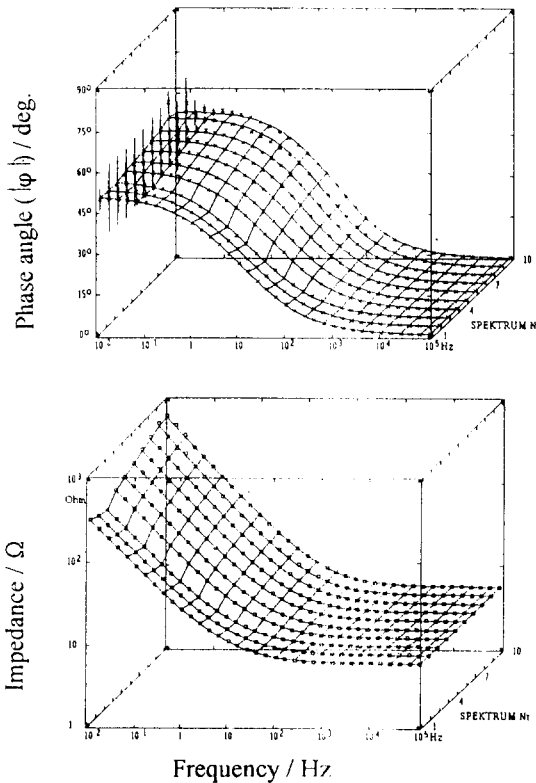 Phase angle (|φ|) / deg.
90°
75°
60°
45°
30°
15°
0°
10⁻² 10⁻¹ 1 10 10² 10³ 10⁴ 10⁵Hz
1
4
7
10
SPEKTRUM N
Impedance / Ω
10³
Ohm
10²
10
1
10⁻² 10⁻¹ 1 10 10² 10³ 10⁴ 10⁵Hz
1
4
7
10
SPEKTRUM Nr
Frequency / Hz